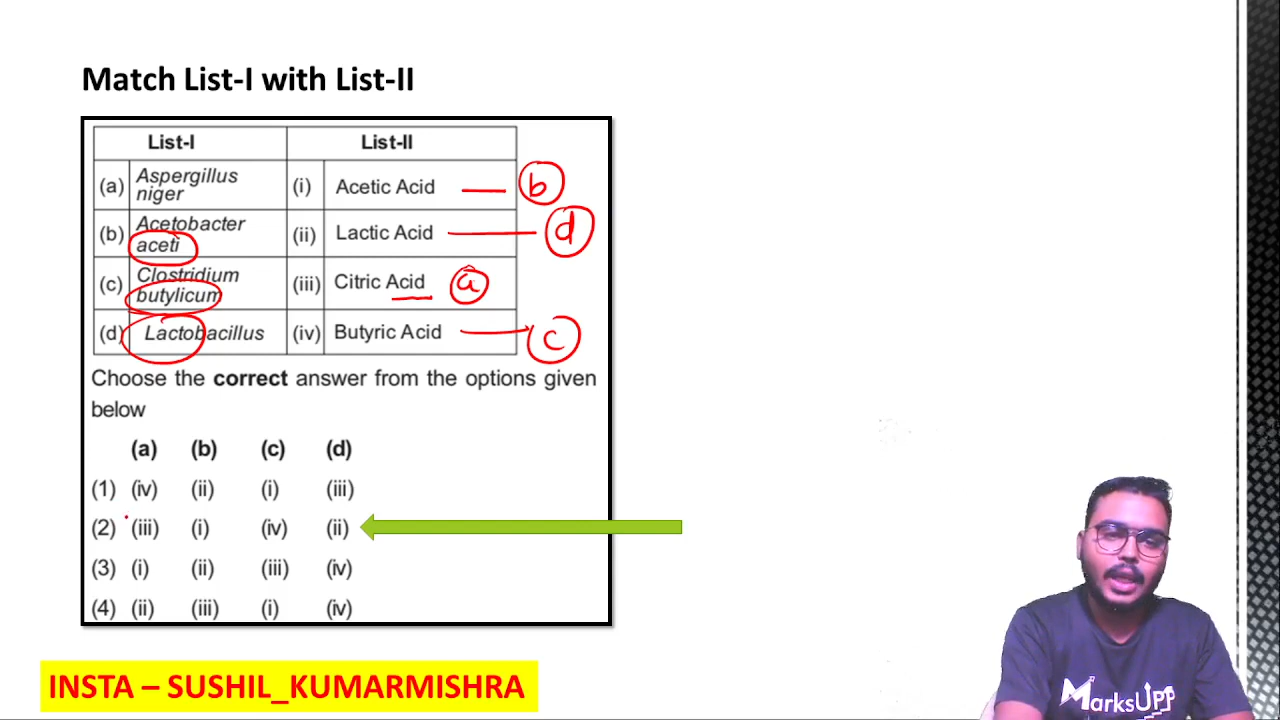 Match List-I with List-II
List-I List-II
(a) Aspergillus niger (i) Acetic Acid b
(b) Acetobacter aceti (ii) Lactic Acid d
(c) Clostridium butylicum (iii) Citric Acid a
(d) Lactobacillus (iv) Butyric Acid c
Choose the correct answer from the options given
below
(a) (b) (c) (d)
(1) (iv) (ii) (i) (iii)
(2) (iii) (i) (iv) (ii)
(3) (i) (ii) (iii) (iv)
(4) (ii) (iii) (i) (iv)
INSTA – SUSHIL_KUMARMISHRA
MarksUPP